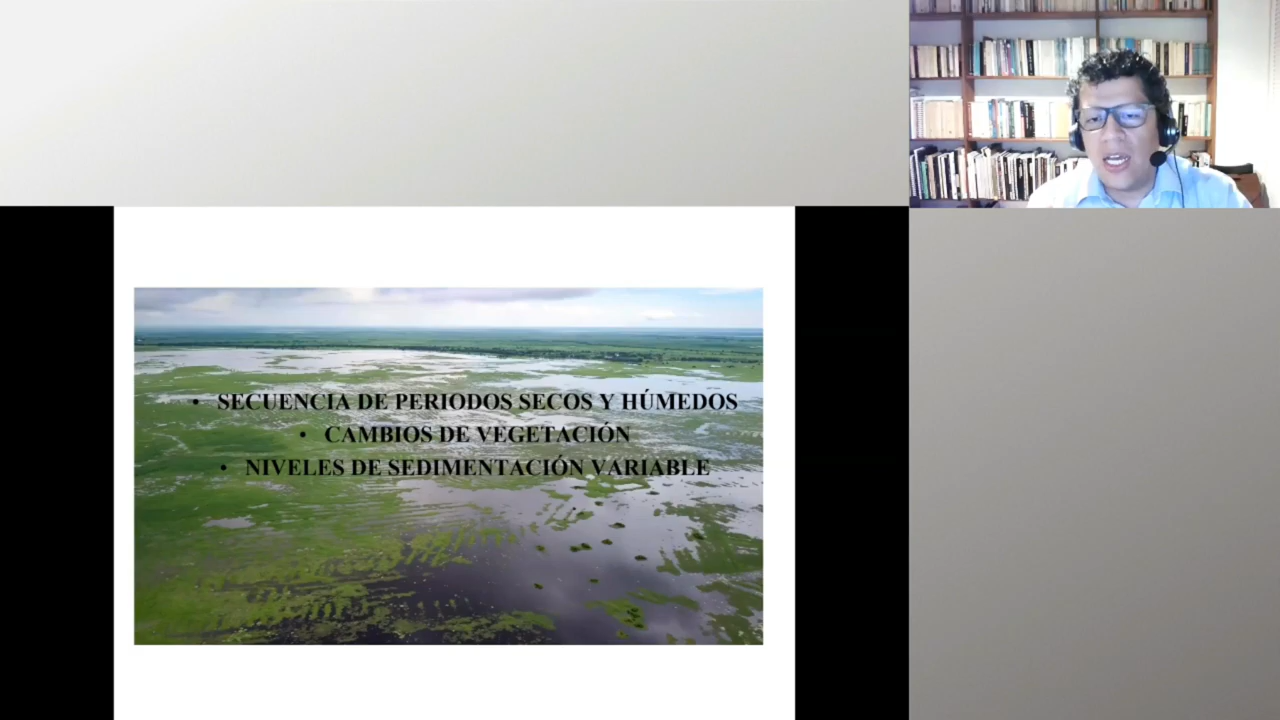 • SECUENCIA DE PERIODOS SECOS Y HÚMEDOS
• CAMBIOS DE VEGETACIÓN
• NIVELES DE SEDIMENTACIÓN VARIABLE